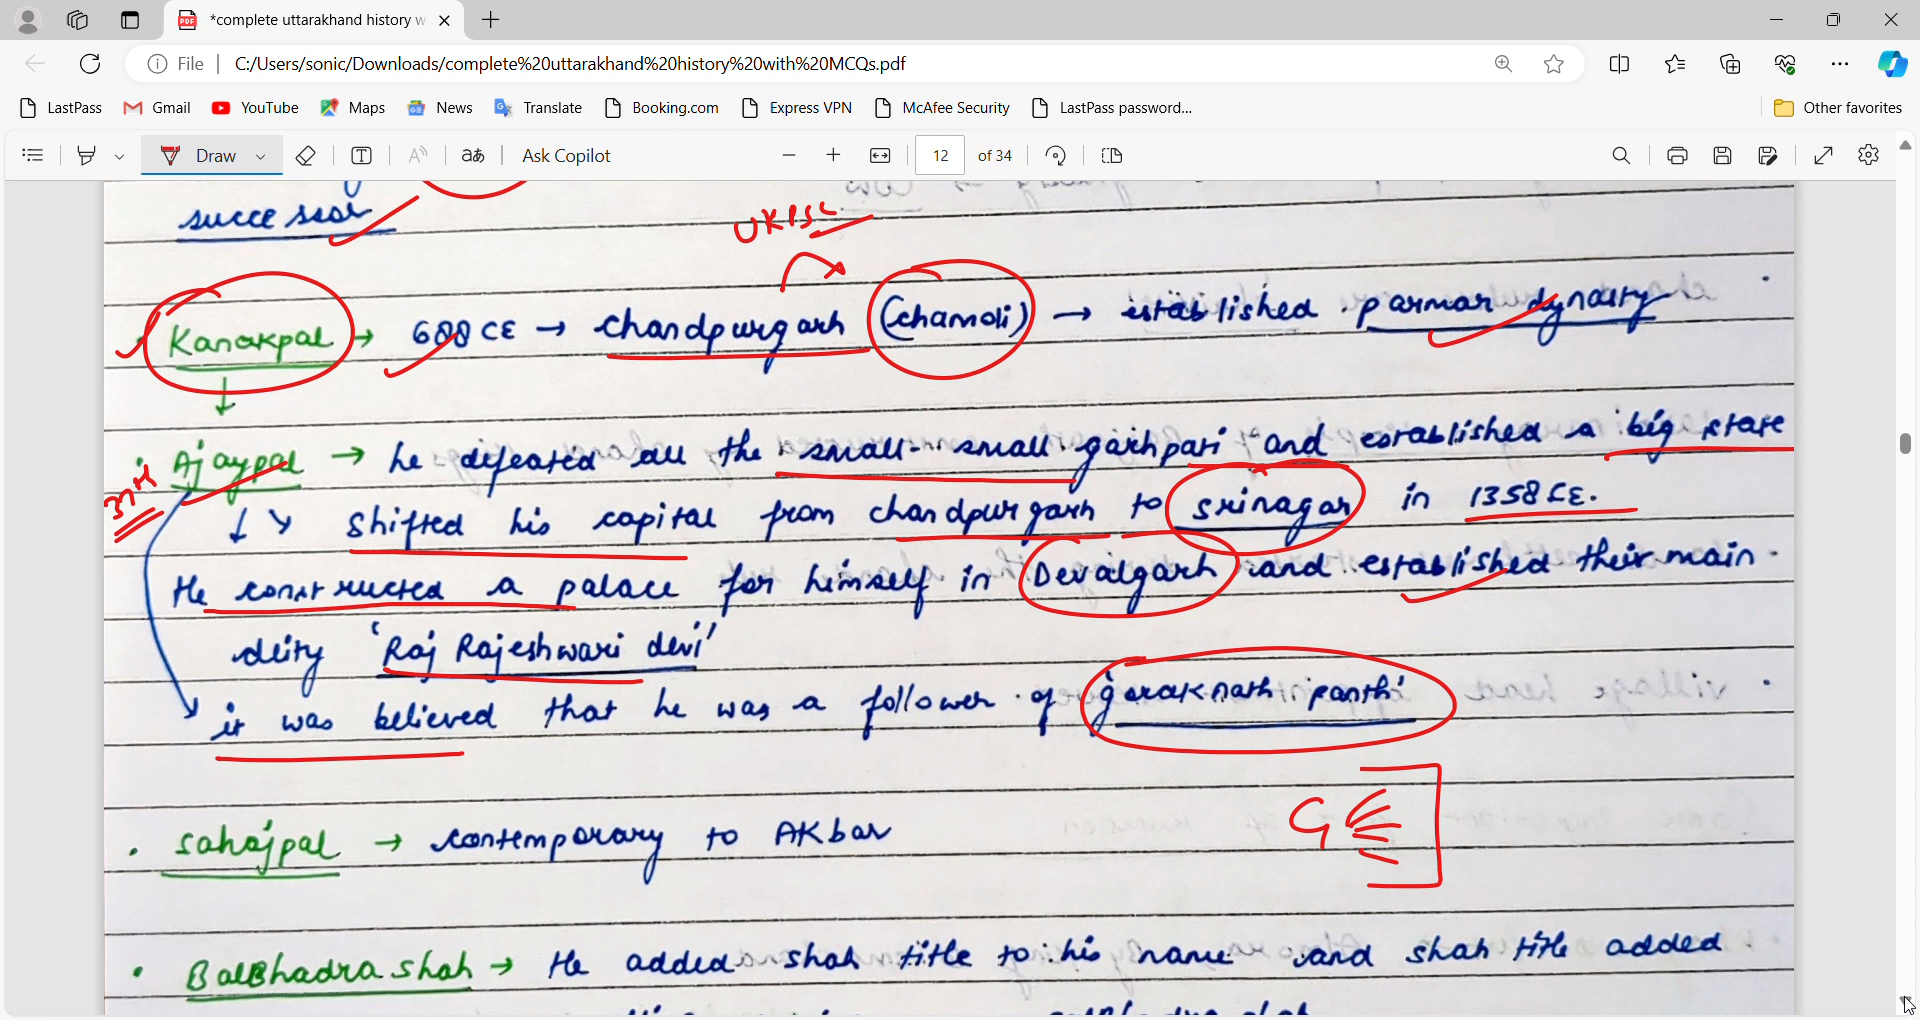 *complete uttarakhand history w
File
C:/Users/sonic/Downloads/complete%20uttarakhand%20history%20with%20MCQs.pdf
LastPass Gmail YouTube Maps News Translate Booking.com Express VPN McAfee Security LastPass password... Other favorites
Draw Ask Copilot 12 of 34
successor
UKPSC
Kanakpal → 688 CE → chandpurgarh (chamoli) → established parmar dynasty
Ajaypal → he defeated all the small-small garhpati and established a big state
37th
shifted his capital from chandpurgarh to srinagar in 1358 CE.
He constructed a palace for himself in Devalgarh and established their main
deity 'Raj Rajeshwari devi'
it was believed that he was a follower of 'goraknath panthi'
• Sahajpal → contemporary to AKbar
• BalBhadra shah → He added shah title to his name and shah title added